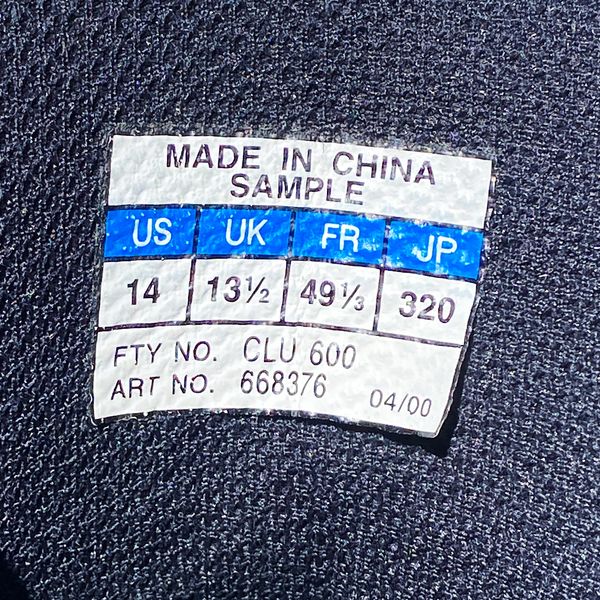 MADE IN CHINA
SAMPLE
US UK FR JP
14 13½ 49⅓ 320
FTY NO. CLU 600
ART NO. 668376 04/00